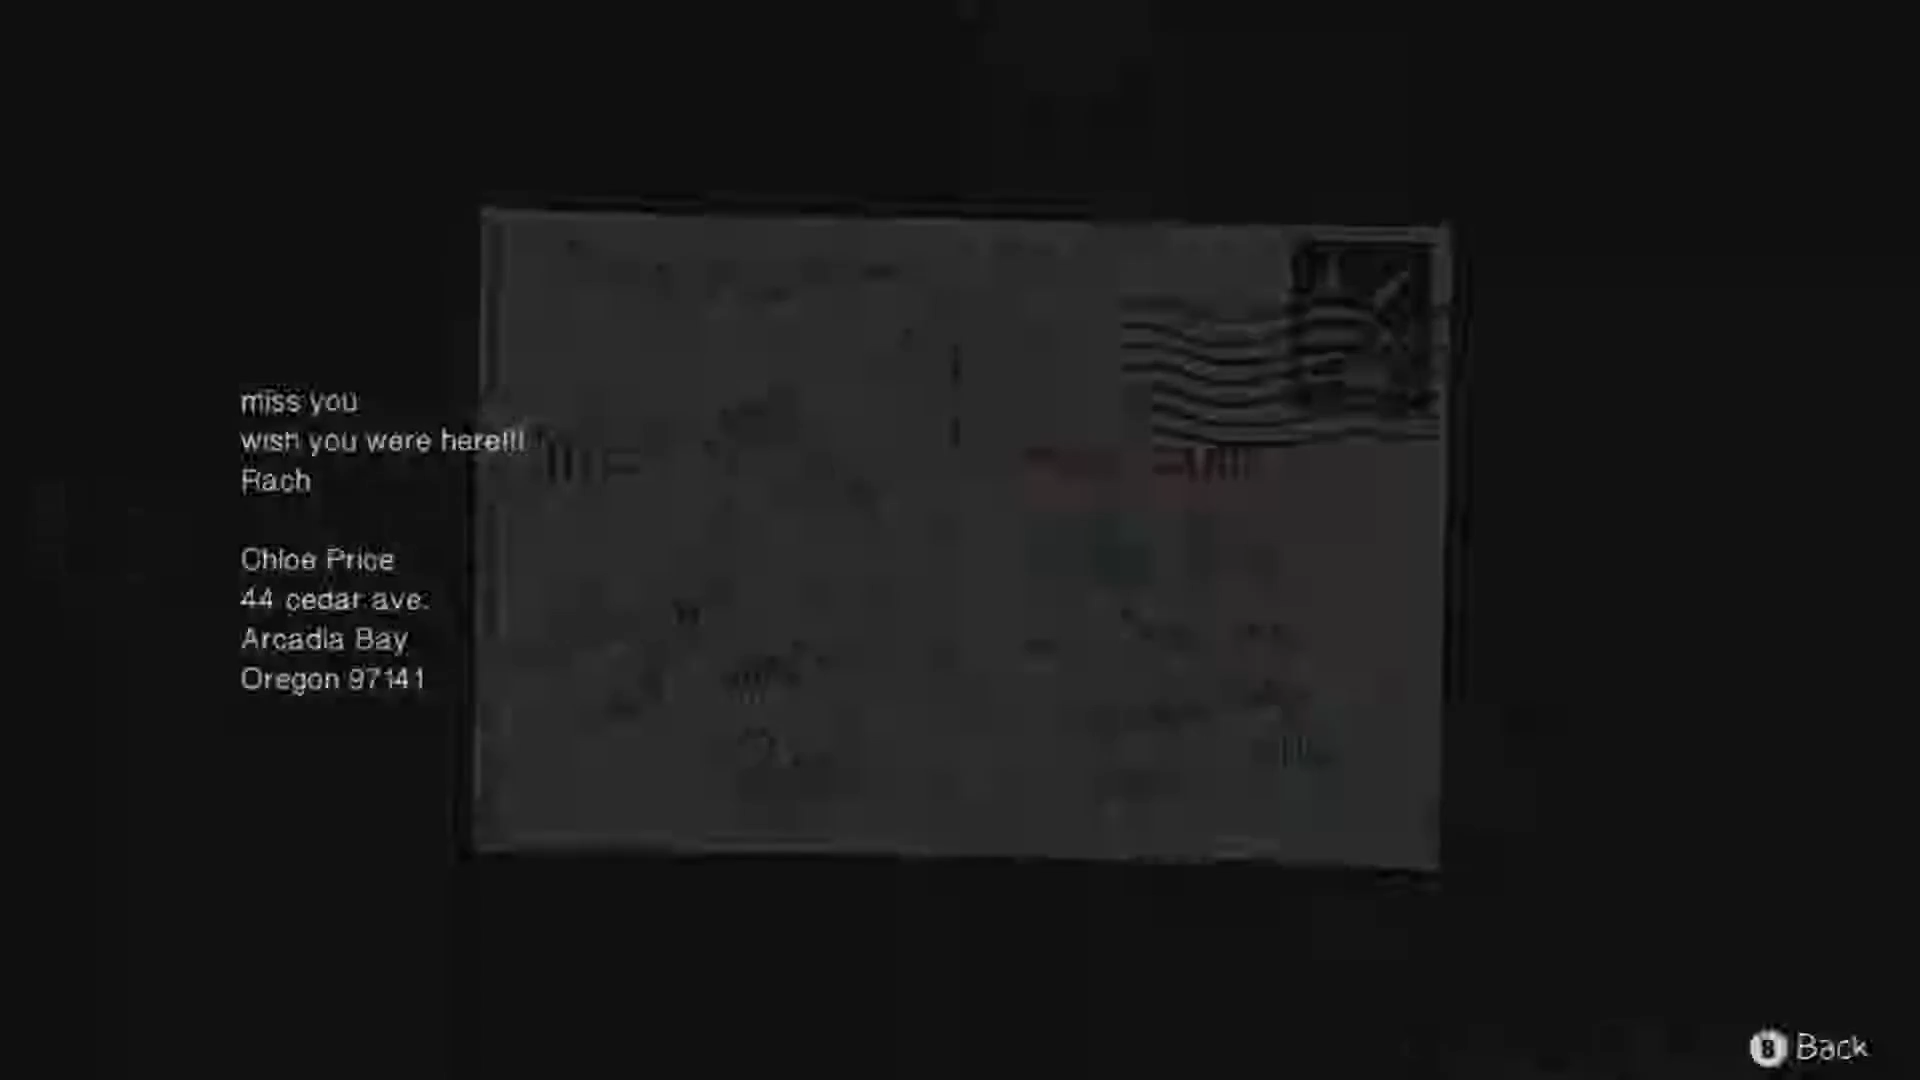 miss you
wish you were here!!!
Rach
Chloe Price
44 cedar ave.
Arcadia Bay
Oregon 97141
B Back